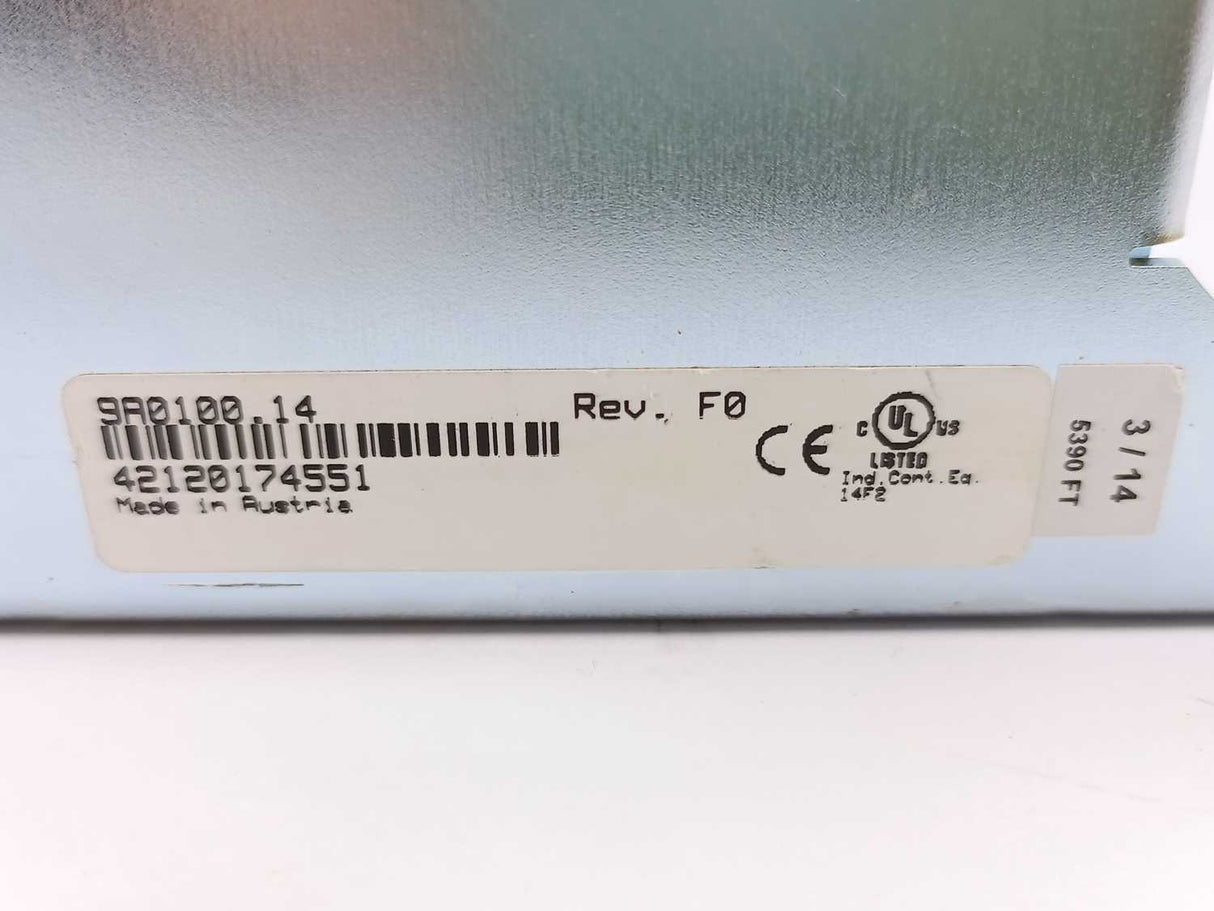 9A0100.14
Rev. F0
42120174551
Made in Austria
CE
C UL US
LISTED
Ind.Cont.Eq.
14F2
3 / 14
5390 FT